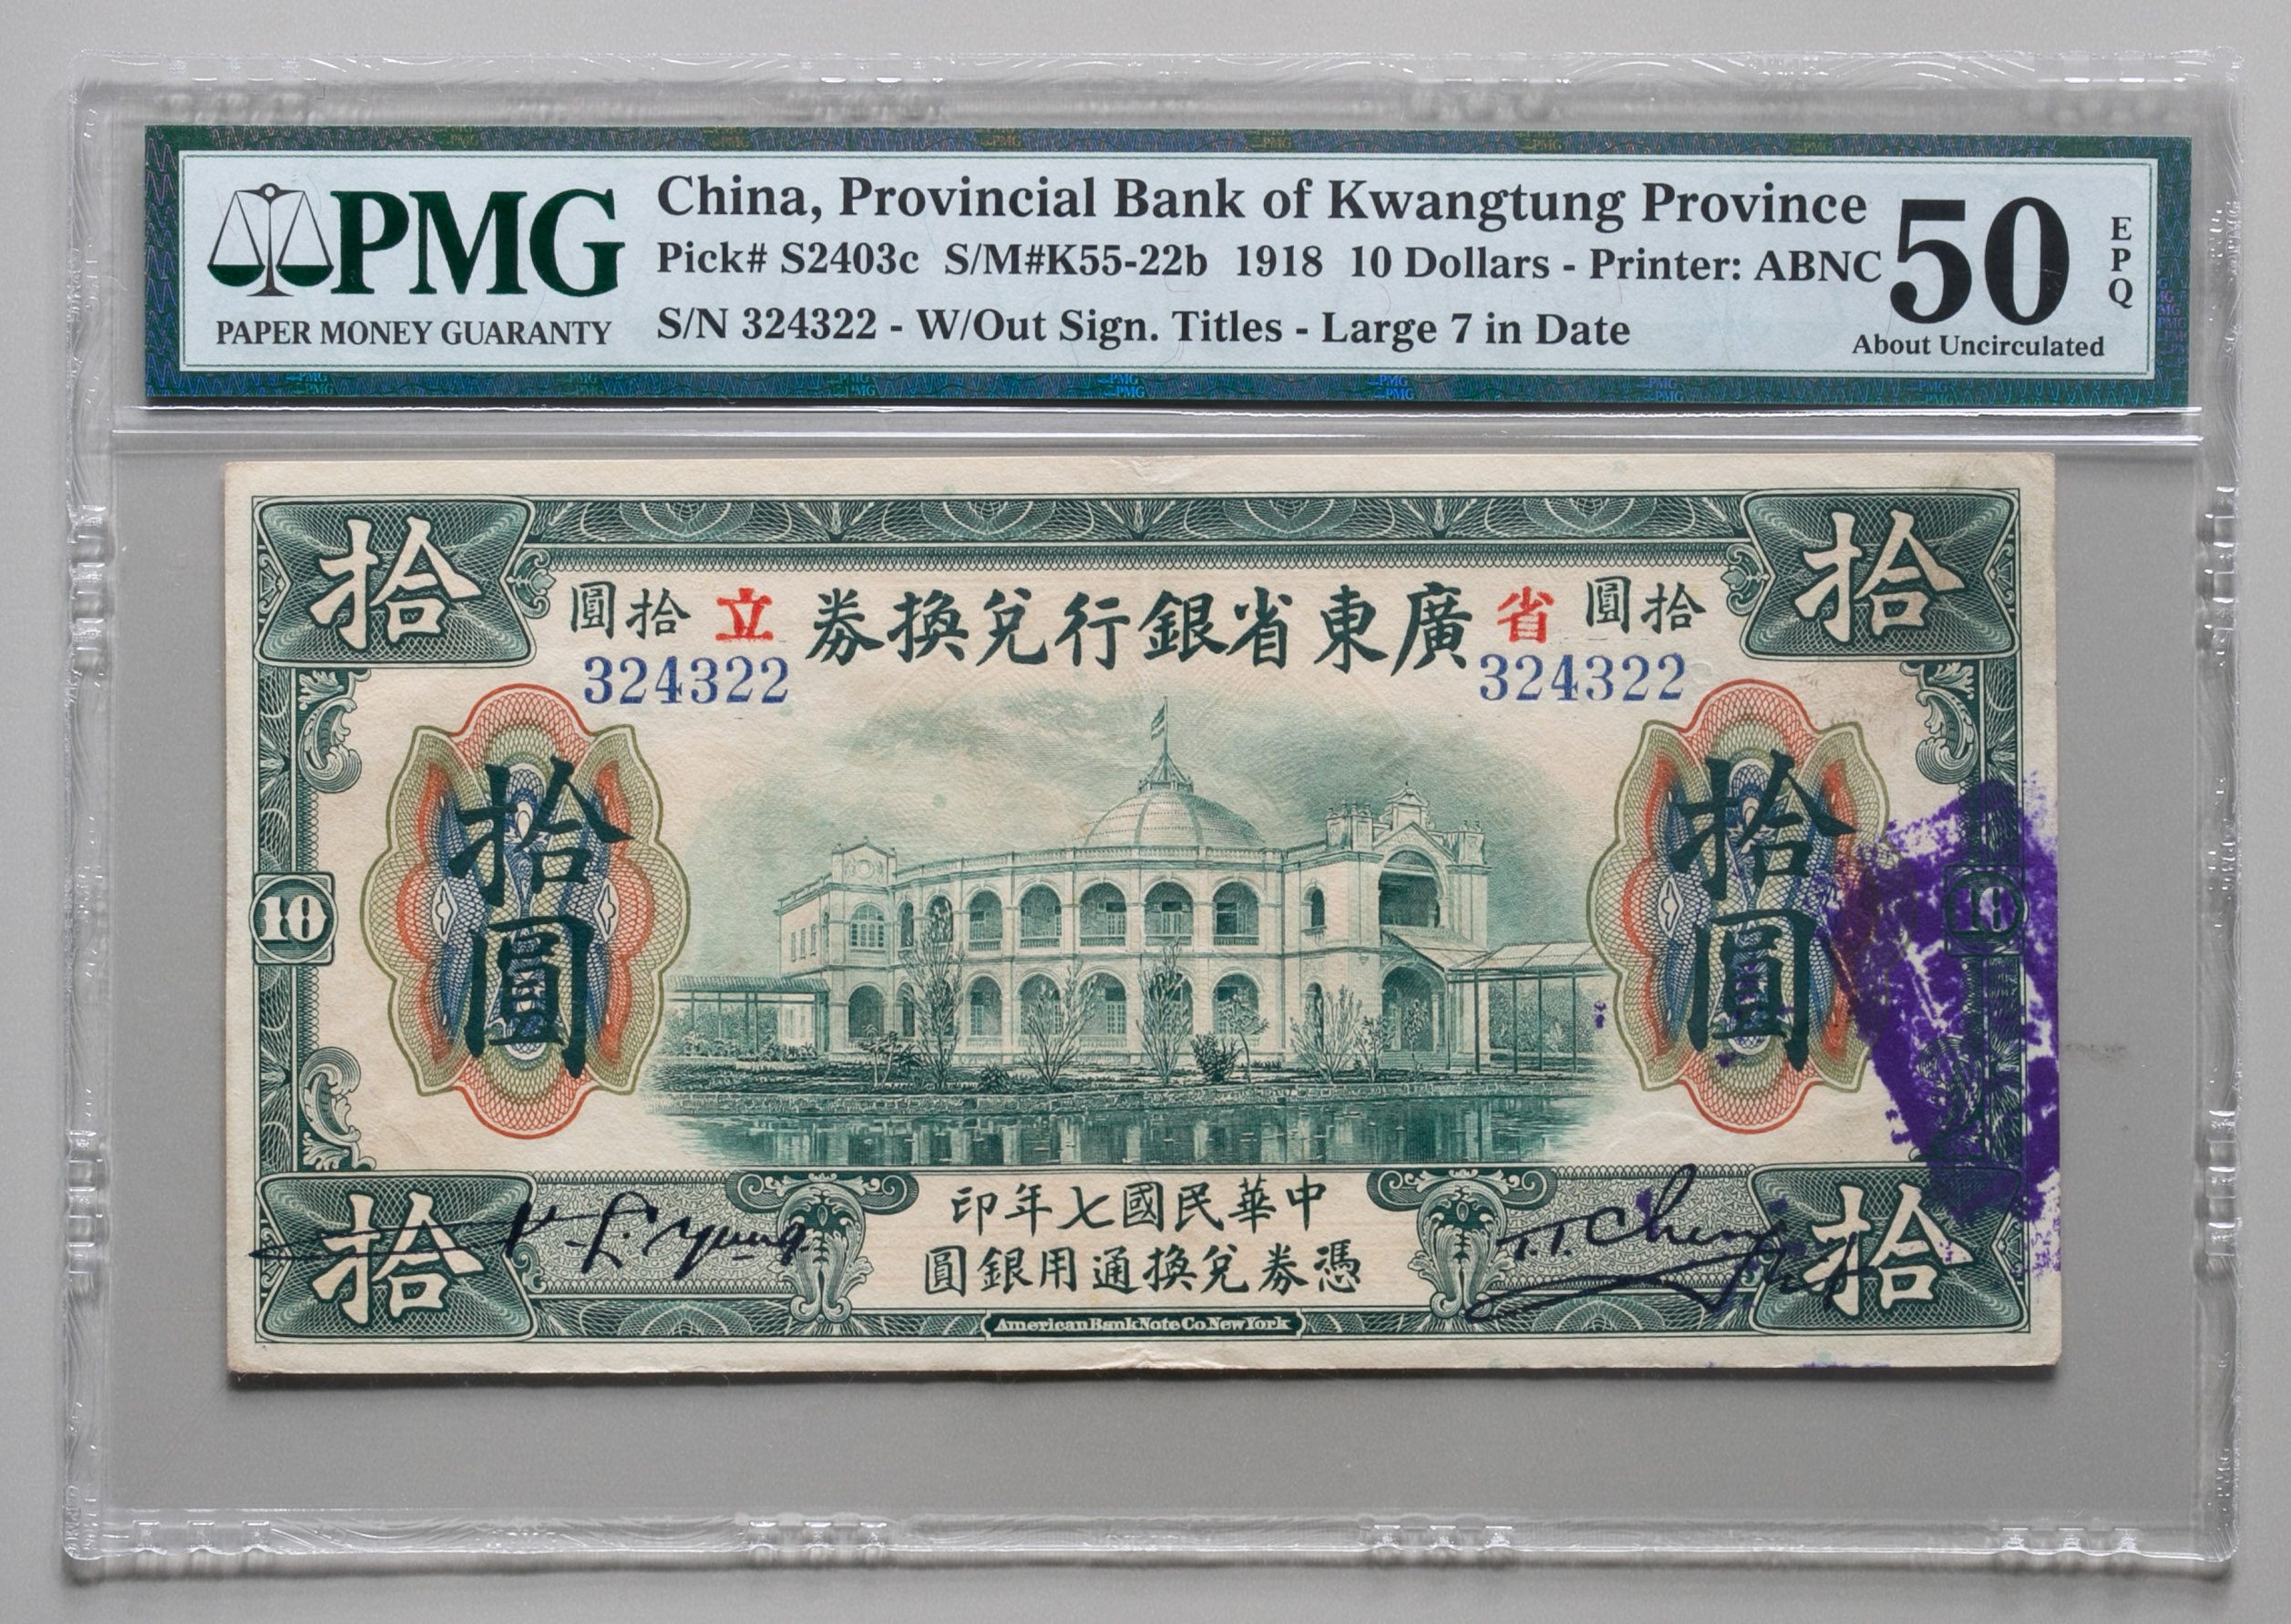 PMG
PAPER MONEY GUARANTY
China, Provincial Bank of Kwangtung Province
Pick# S2403c S/M#K55-22b 1918 10 Dollars - Printer: ABNC
S/N 324322 - W/Out Sign. Titles - Large 7 in Date
50
EPQ
About Uncirculated
拾
拾
拾圓
省
廣東省銀行兌換券
立
拾圓
324322
324322
拾圓
拾圓
10
10
中華民國七年印
憑券兌換通用銀圓
拾
拾
American Bank Note Co. New York